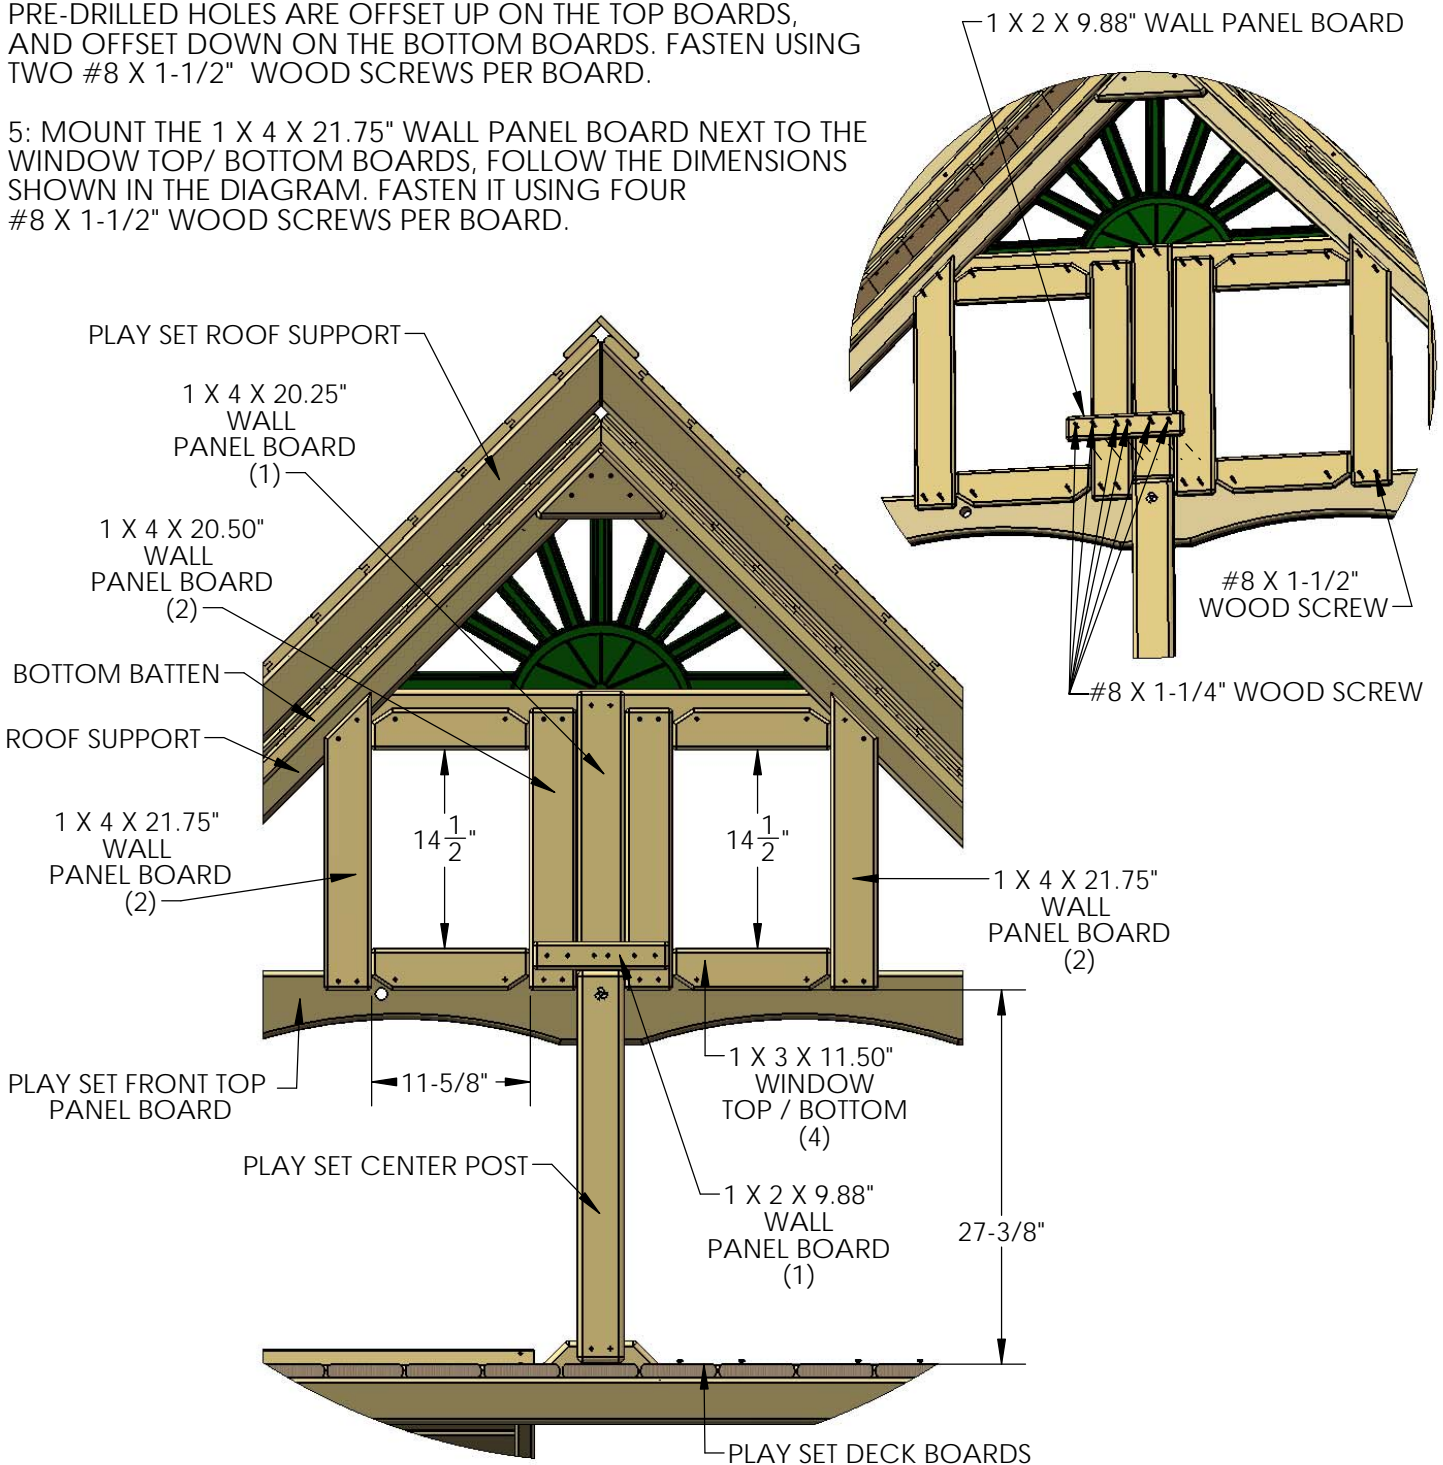 PRE-DRILLED HOLES ARE OFFSET UP ON THE TOP BOARDS,
AND OFFSET DOWN ON THE BOTTOM BOARDS. FASTEN USING
TWO #8 X 1-1/2" WOOD SCREWS PER BOARD.
5: MOUNT THE 1 X 4 X 21.75" WALL PANEL BOARD NEXT TO THE
WINDOW TOP/ BOTTOM BOARDS, FOLLOW THE DIMENSIONS
SHOWN IN THE DIAGRAM. FASTEN IT USING FOUR
#8 X 1-1/2" WOOD SCREWS PER BOARD.
1 X 2 X 9.88" WALL PANEL BOARD
#8 X 1-1/2"
WOOD SCREW
#8 X 1-1/4" WOOD SCREW
PLAY SET ROOF SUPPORT
1 X 4 X 20.25"
WALL
PANEL BOARD
(1)
1 X 4 X 20.50"
WALL
PANEL BOARD
(2)
BOTTOM BATTEN
ROOF SUPPORT
1 X 4 X 21.75"
WALL
PANEL BOARD
(2)
14 1/2"
14 1/2"
1 X 4 X 21.75"
WALL
PANEL BOARD
(2)
PLAY SET FRONT TOP
PANEL BOARD
11-5/8"
1 X 3 X 11.50"
WINDOW
TOP / BOTTOM
(4)
PLAY SET CENTER POST
1 X 2 X 9.88"
WALL
PANEL BOARD
(1)
27-3/8"
PLAY SET DECK BOARDS